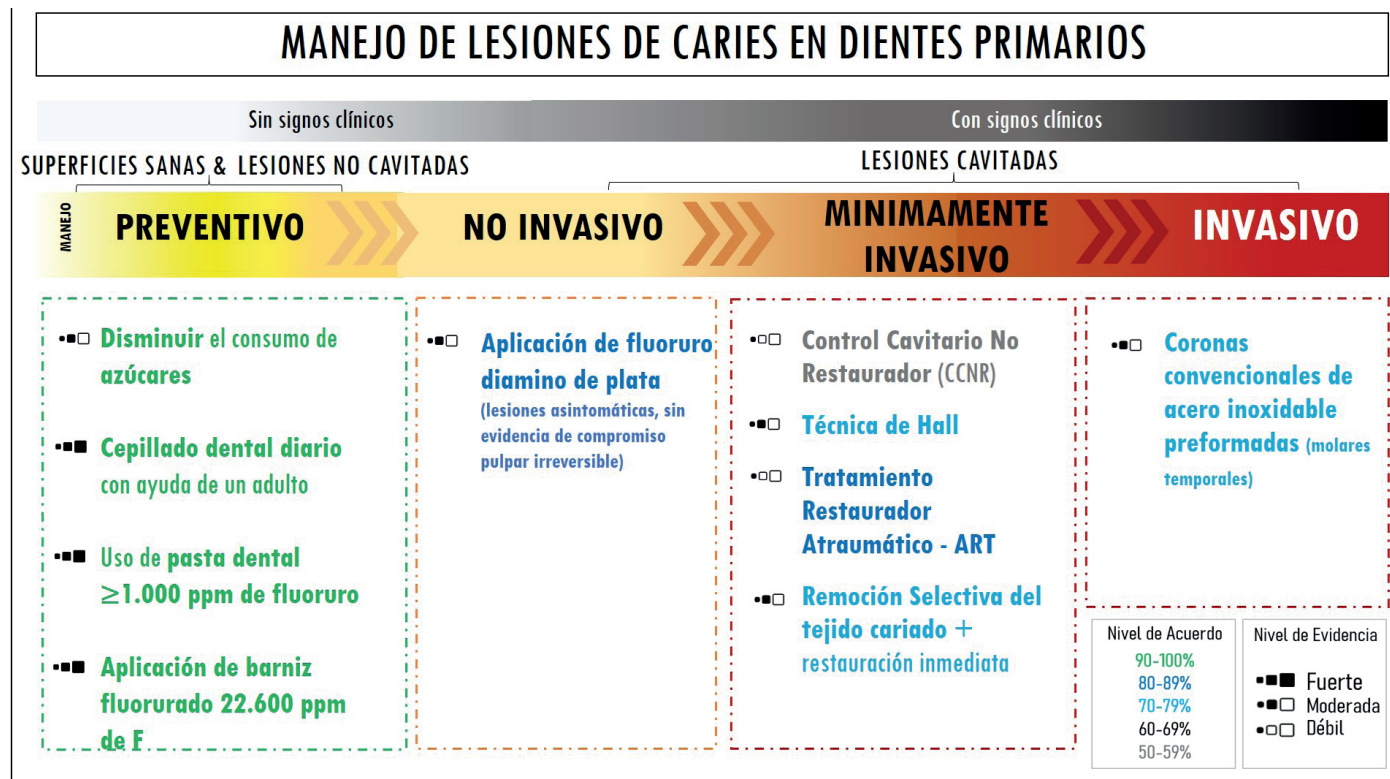 MANEJO DE LESIONES DE CARIES EN DIENTES PRIMARIOS
Sin signos clínicos
Con signos clínicos
SUPERFICIES SANAS & LESIONES NO CAVITADAS
LESIONES CAVITADAS
MANEJO
PREVENTIVO
NO INVASIVO
MINIMAMENTE
INVASIVO
INVASIVO
Disminuir el consumo de
azúcares
Cepillado dental diario
con ayuda de un adulto
Uso de pasta dental
≥1.000 ppm de fluoruro
Aplicación de barniz
fluorurado 22.600 ppm
de F
Aplicación de fluoruro
diamino de plata
(lesiones asintomáticas, sin
evidencia de compromiso
pulpar irreversible)
Control Cavitario No
Restaurador (CCNR)
Técnica de Hall
Tratamiento
Restaurador
Atraumático - ART
Remoción Selectiva del
tejido cariado +
restauración inmediata
Coronas
convencionales de
acero inoxidable
preformadas (molares
temporales)
Nivel de Acuerdo
90-100%
80-89%
70-79%
60-69%
50-59%
Nivel de Evidencia
Fuerte
Moderada
Débil